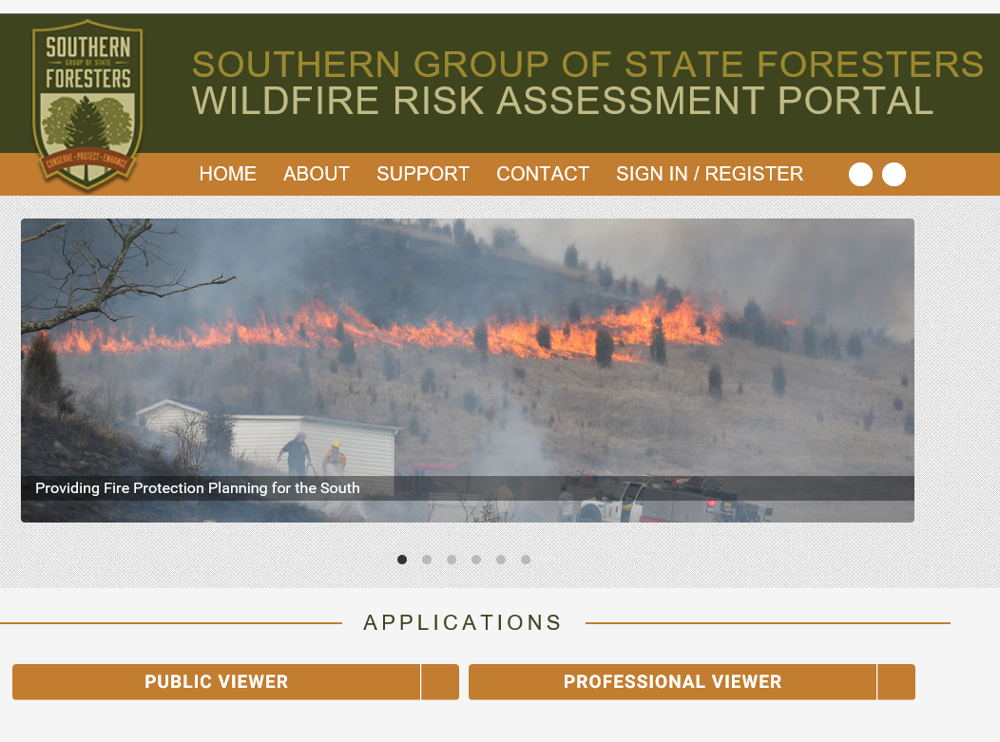 SOUTHERN
GROUP OF STATE
FORESTERS
CONSERVE • PROTECT • ENHANCE
SOUTHERN GROUP OF STATE FORESTERS
WILDFIRE RISK ASSESSMENT PORTAL
HOME ABOUT SUPPORT CONTACT SIGN IN / REGISTER
Providing Fire Protection Planning for the South
APPLICATIONS
PUBLIC VIEWER PROFESSIONAL VIEWER